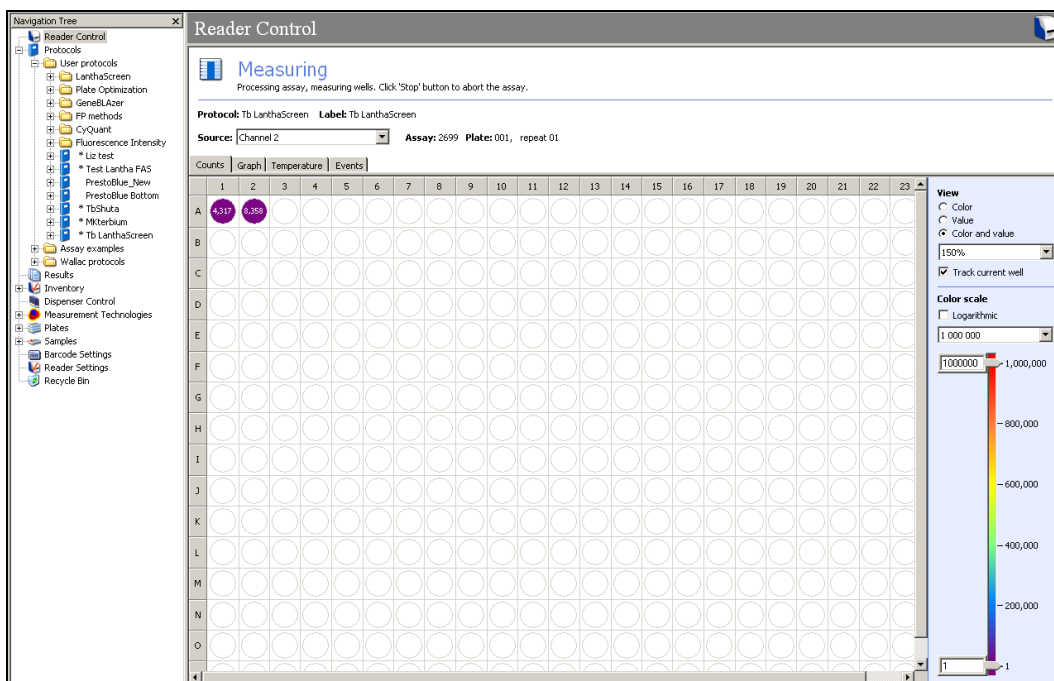 Navigation Tree
Reader Control
Protocols
User protocols
LanthaScreen
Plate Optimization
GeneBLAzer
FP methods
CyQuant
Fluorescence Intensity
* Liz test
* Test Lantha FAS
PrestoBlue_New
PrestoBlue Bottom
* TbShuta
* MKterbium
* Tb LanthaScreen
Assay examples
Wallac protocols
Results
Inventory
Dispenser Control
Measurement Technologies
Plates
Samples
Barcode Settings
Reader Settings
Recycle Bin
Reader Control
Measuring
Processing assay, measuring wells. Click 'Stop' button to abort the assay.
Protocol: Tb LanthaScreen Label: Tb LanthaScreen
Source: Channel 2 Assay: 2699 Plate: 001, repeat 01
Counts Graph Temperature Events
1 2 3 4 5 6 7 8 9 10 11 12 13 14 15 16 17 18 19 20 21 22 23
A 4,317 8,358
B
C
D
E
F
G
H
I
J
K
L
M
N
O
View
Color
Value
Color and value
150%
Track current well
Color scale
Logarithmic
1 000 000
1000000 1,000,000
800,000
600,000
400,000
200,000
1 1